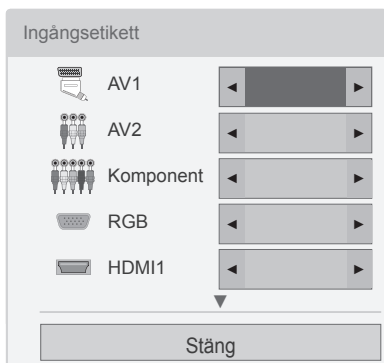 Ingångsetikett
AV1
AV2
Komponent
RGB
HDMI1
Stäng